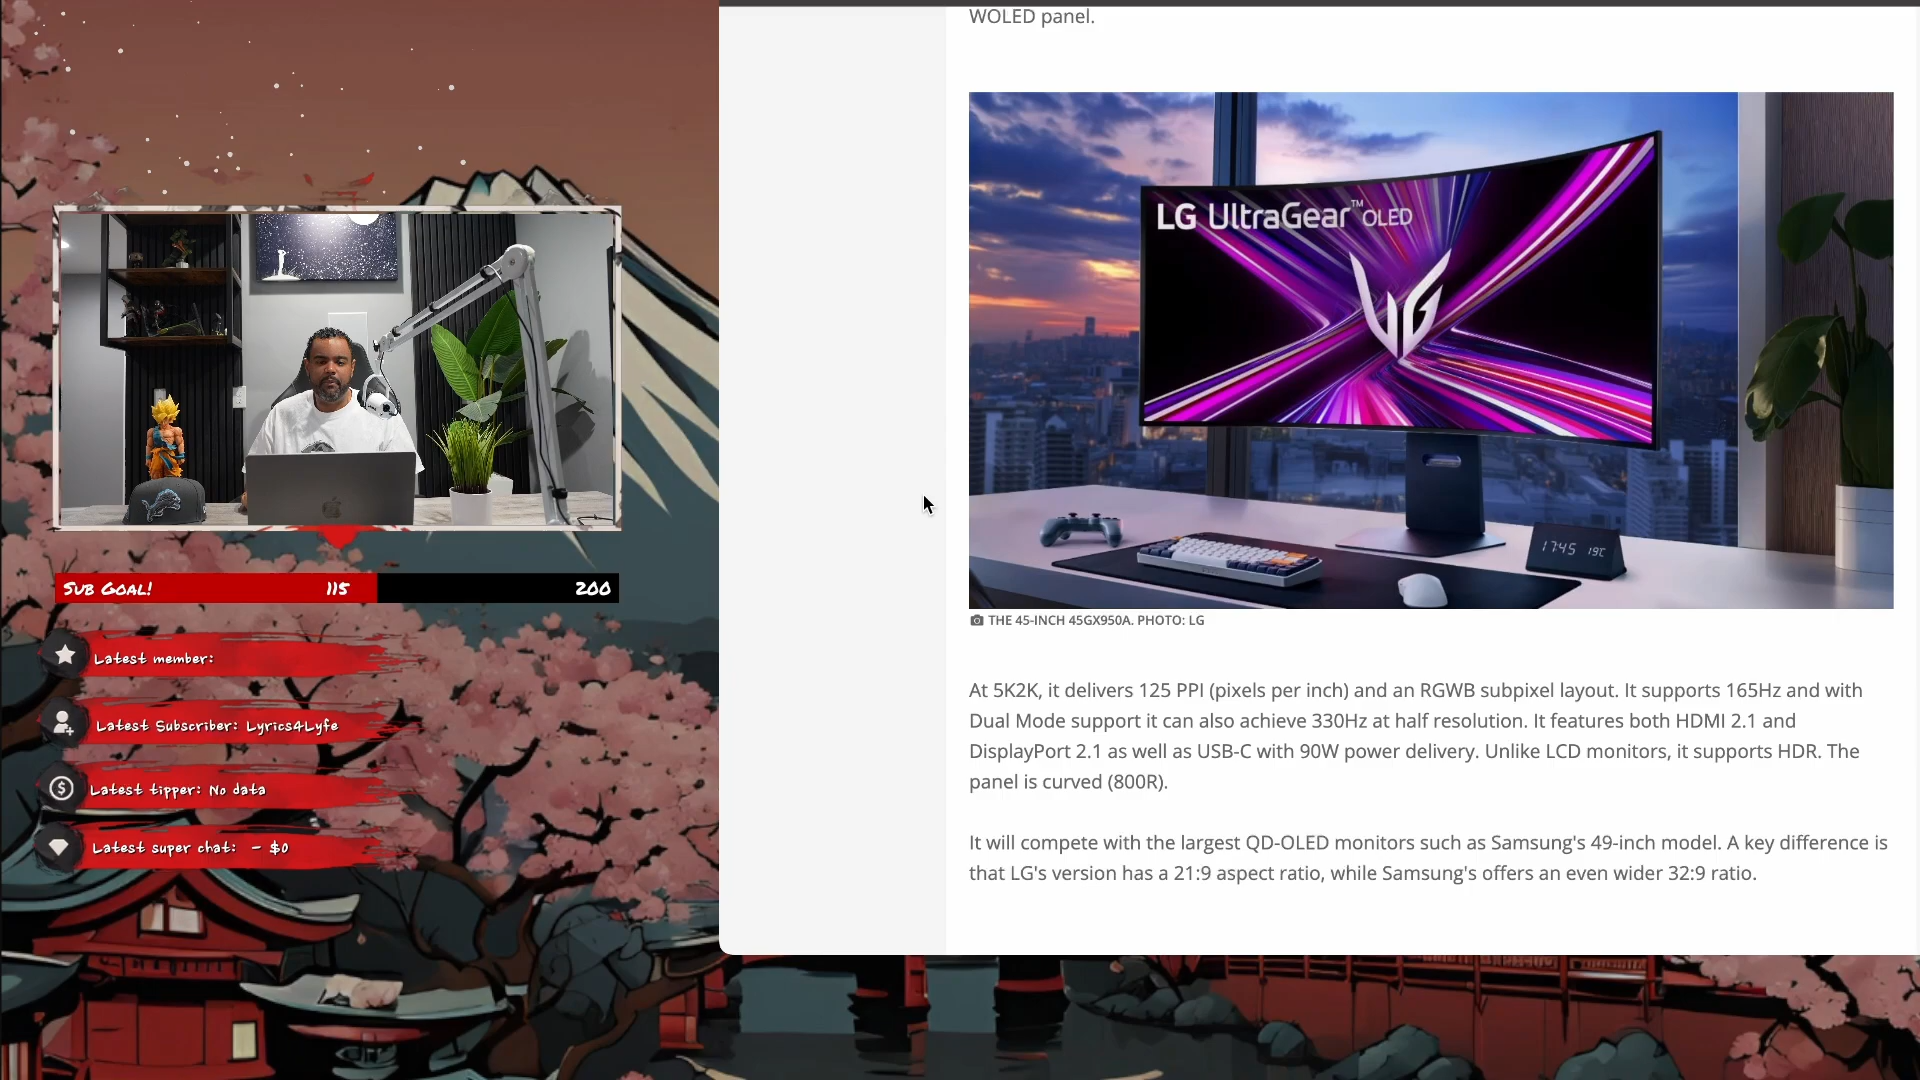 WOLED panel.
LG UltraGear™ OLED
1745 19C
THE 45-INCH 45GX950A. PHOTO: LG
At 5K2K, it delivers 125 PPI (pixels per inch) and an RGWB subpixel layout. It supports 165Hz and with
Dual Mode support it can also achieve 330Hz at half resolution. It features both HDMI 2.1 and
DisplayPort 2.1 as well as USB-C with 90W power delivery. Unlike LCD monitors, it supports HDR. The
panel is curved (800R).
It will compete with the largest QD-OLED monitors such as Samsung's 49-inch model. A key difference is
that LG's version has a 21:9 aspect ratio, while Samsung's offers an even wider 32:9 ratio.
Sub Goal! 115 200
Latest member:
Latest Subscriber: Lyrics4Lyfe
Latest tipper: No data
Latest super chat: - $0